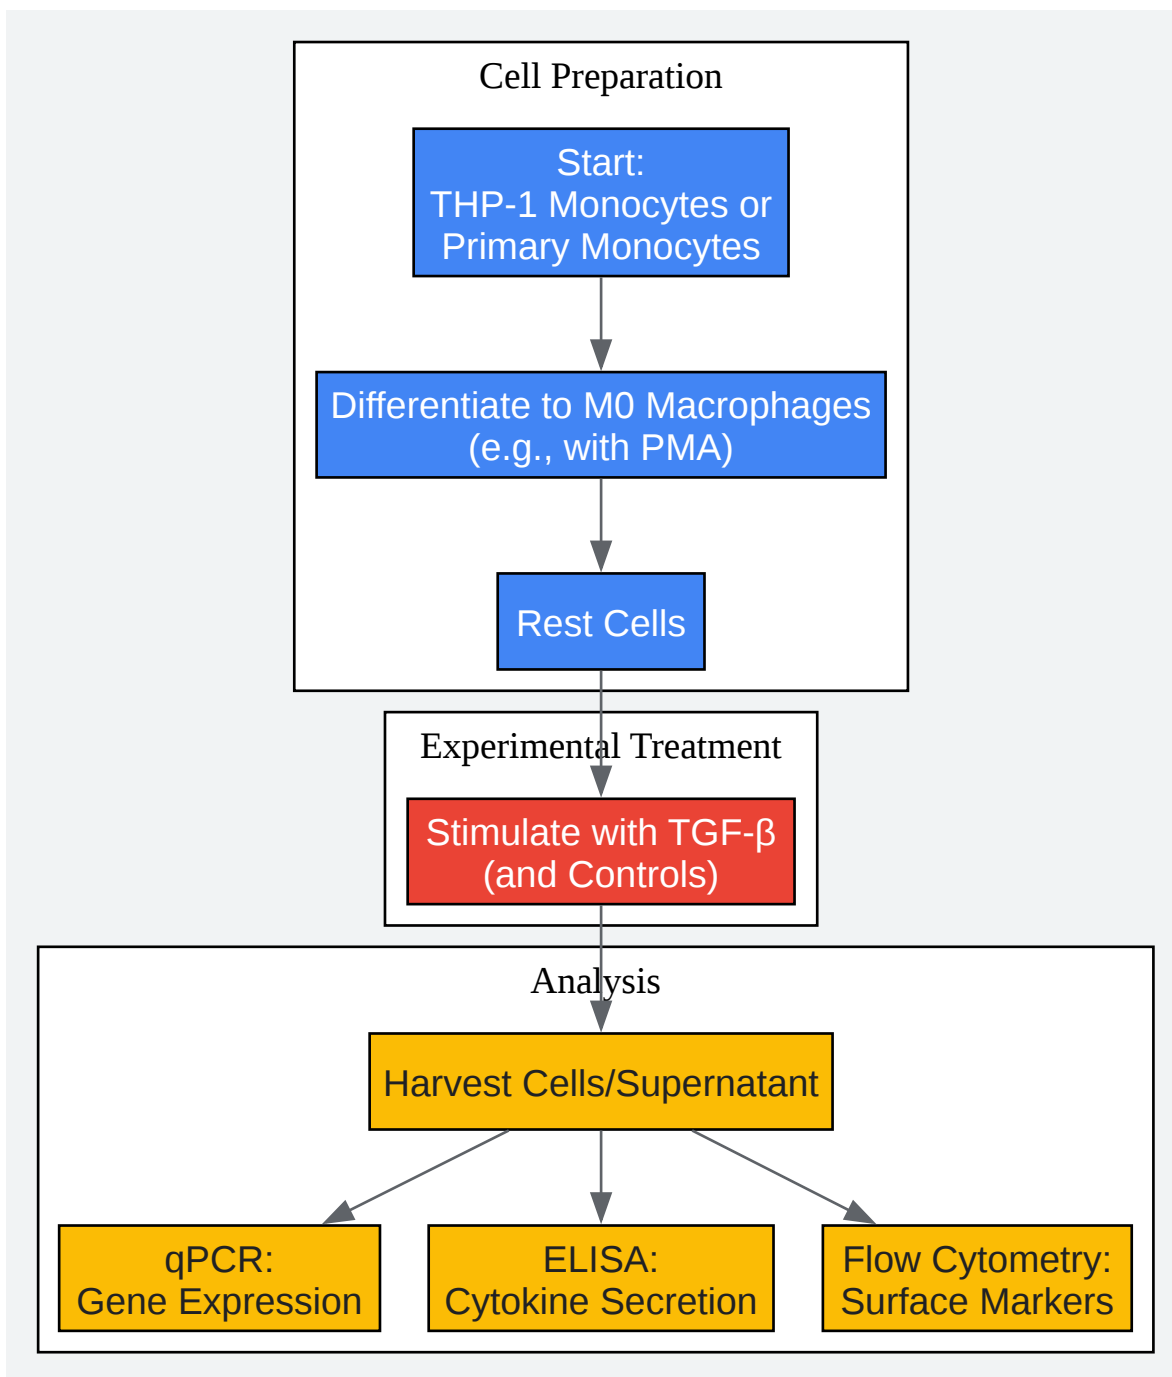 Cell Preparation
Start:
THP-1 Monocytes or
Primary Monocytes
Differentiate to M0 Macrophages
(e.g., with PMA)
Rest Cells
Experimental Treatment
Stimulate with TGF-β
(and Controls)
Analysis
Harvest Cells/Supernatant
qPCR:
Gene Expression
ELISA:
Cytokine Secretion
Flow Cytometry:
Surface Markers